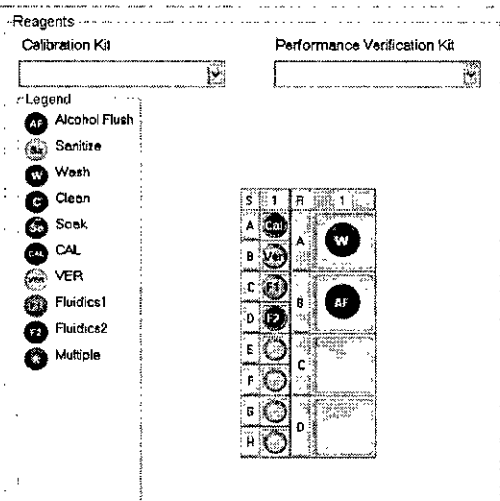 Reagents
Calibration Kit Performance Verification Kit
Legend
AF Alcohol Flush
Sa Sanitize
W Wash
C Clean
So Soak
CAL CAL
VER VER
F1 Fluidics1
F2 Fluidics2
* Multiple
S 1 R 1
A Cal A W
B Ver
C F1 B AF
D F2
E C
F
G D
H